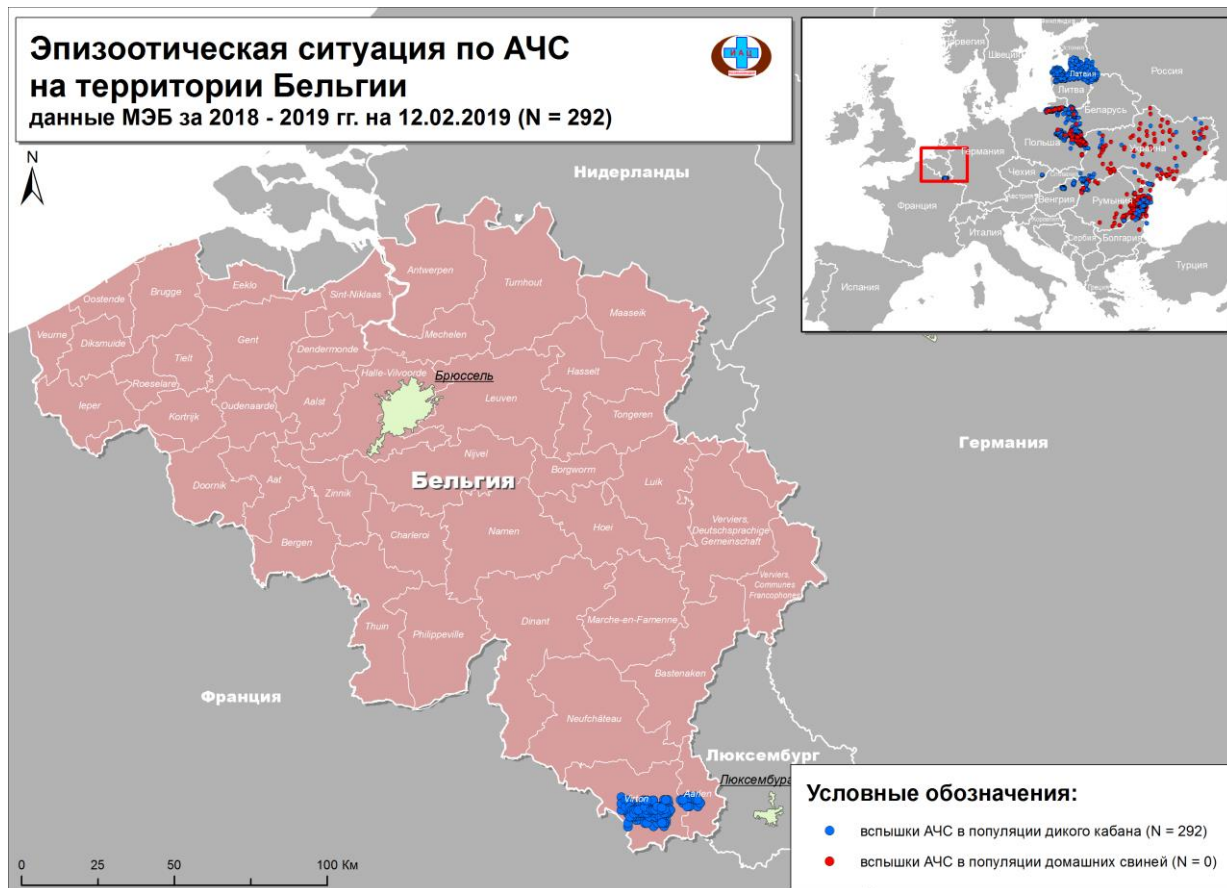 Эпизоотическая ситуация по АЧС
на территории Бельгии
данные МЭБ за 2018 - 2019 гг. на 12.02.2019 (N = 292)
ИАЦ
Швеция
Россия
Латвия
Литва
Беларусь
Польша
Германия
Чехия
Франция
Венгрия
Румыния
Италия
Сербия
Болгария
Испания
Турция
N
Нидерланды
Antwerpen
Turnhout
Oostende
Brugge
Eeklo
Sint-Niklaas
Maaseik
Veurne
Diksmuide
Gent
Mechelen
Tielt
Dendermonde
Halle-Vilvoorde
Брюссель
Hasselt
Roeselare
Aalst
Leuven
Ieper
Kortrijk
Oudenaarde
Tongeren
Германия
Nijvel
Бельгия
Borgworm
Doornik
Aat
Zinnik
Luik
Verviers,
Deutschsprachige
Gemeinschaft
Bergen
Charleroi
Namen
Hoei
Verviers,
Communes
Francophones
Thuin
Philippeville
Dinant
Marche-en-Famenne
Bastenaken
Франция
Neufchâteau
Люксембург
Люксембург
Virton
Aarlen
0 25 50 100 Км
Условные обозначения:
вспышки АЧС в популяции дикого кабана (N = 292)
вспышки АЧС в популяции домашних свиней (N = 0)